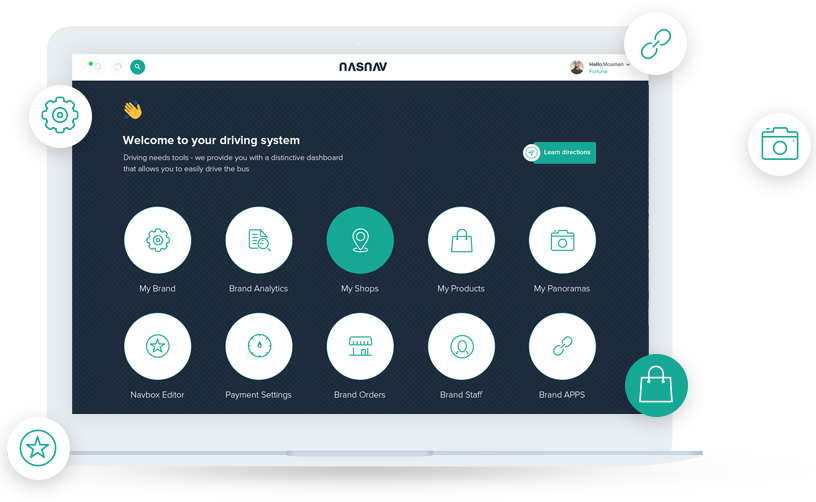 NASNAV
Hello,Moamen
Fortune
Welcome to your driving system
Driving needs tools - we provide you with a distinctive dashboard
that allows you to easily drive the bus
Learn directions
My Brand
Brand Analytics
My Shops
My Products
My Panoramas
Navbox Editor
Payment Settings
Brand Orders
Brand Staff
Brand APPS